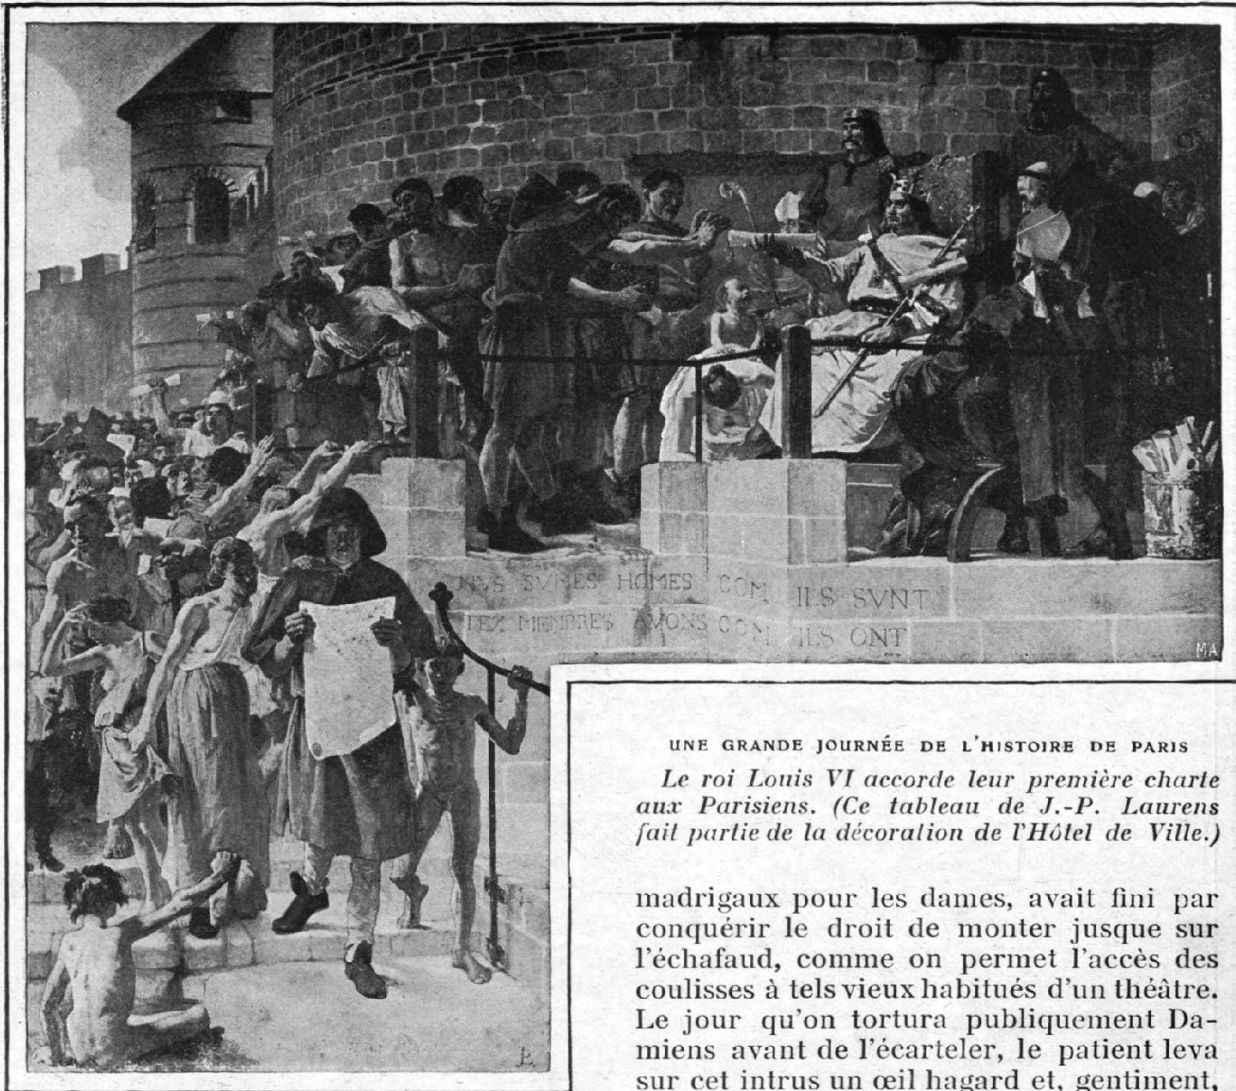 NVS SVMES HOMES COM ILS SVNT
TEX MEMBRES AVONS COM ILS ONT
MA
UNE GRANDE JOURNÉE DE L'HISTOIRE DE PARIS
Le roi Louis VI accorde leur première charte
aux Parisiens. (Ce tableau de J.-P. Laurens
fait partie de la décoration de l'Hôtel de Ville.)
madrigaux pour les dames, avait fini par
conquérir le droit de monter jusque sur
l'échafaud, comme on permet l'accès des
coulisses à tels vieux habitués d'un théâtre.
Le jour qu'on tortura publiquement Da-
miens avant de l'écarteler, le patient leva
sur cet intrus un œil hagard et, gentiment,